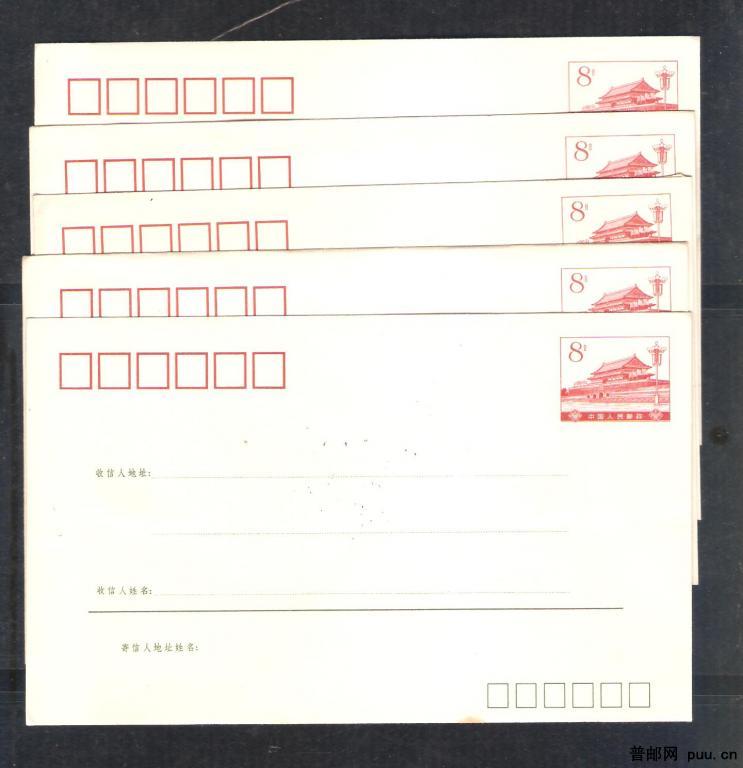 8分
8分
8分
8分
8分
中国人民邮政
收信人地址:
收信人姓名:
寄信人地址姓名:
普邮网 puu.cn